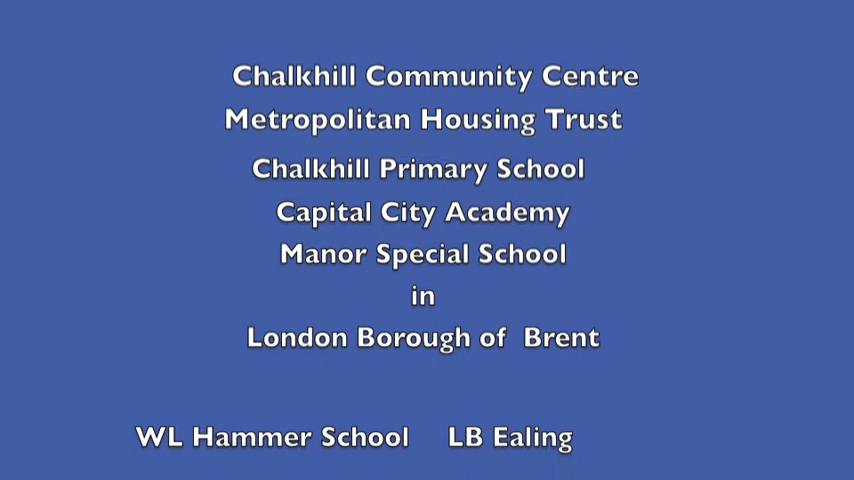 Chalkhill Community Centre
Metropolitan Housing Trust
Chalkhill Primary School
Capital City Academy
Manor Special School
in
London Borough of Brent
WL Hammer School LB Ealing